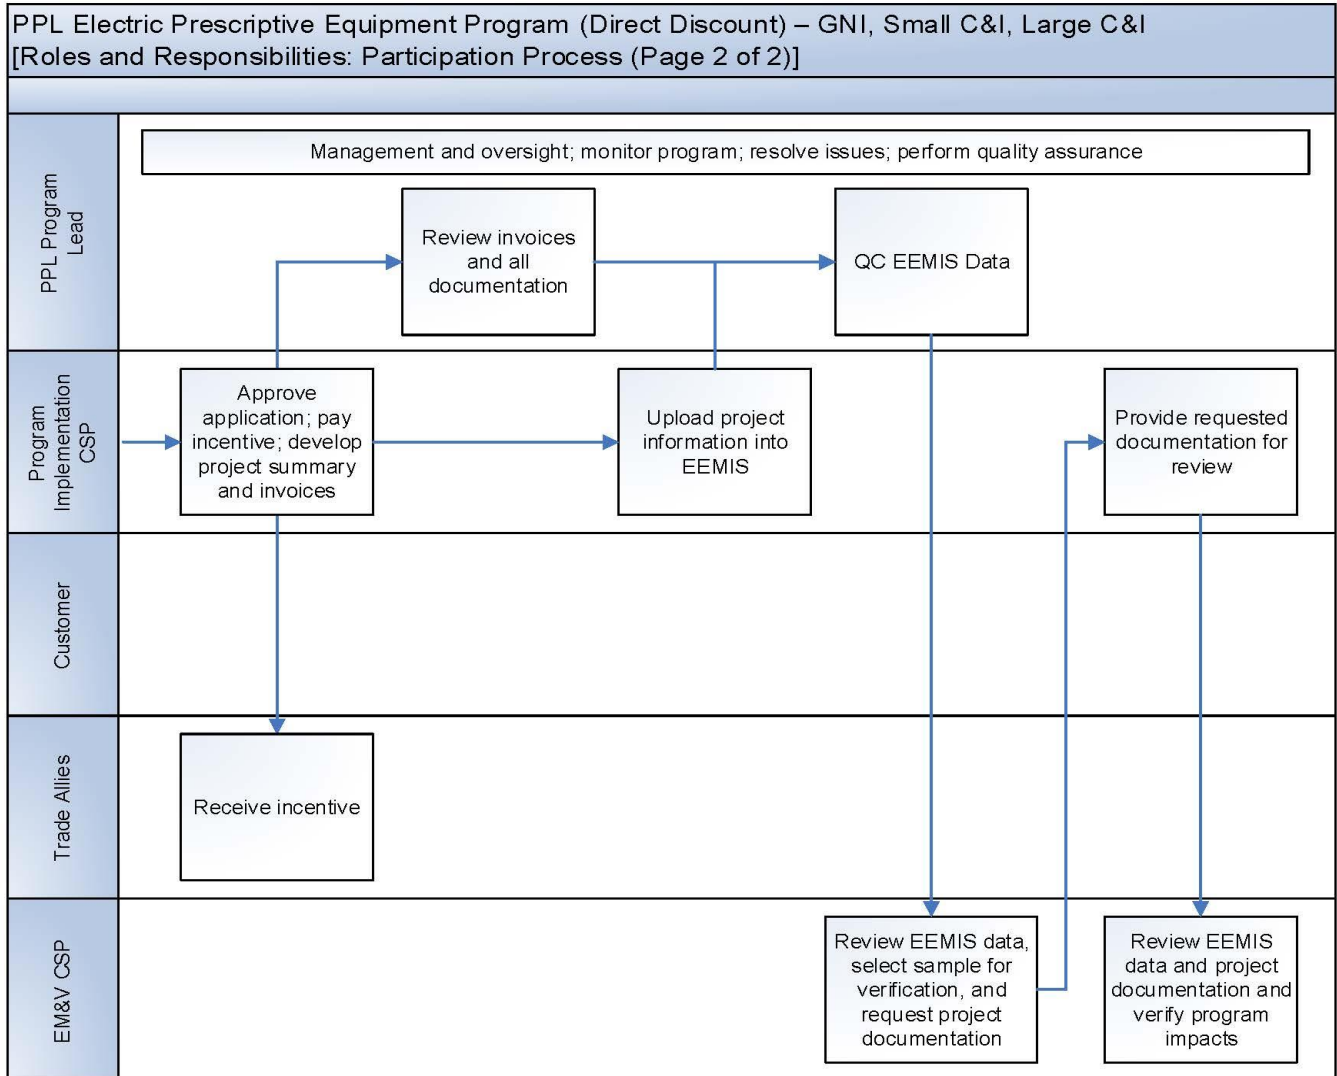 PPL Electric Prescriptive Equipment Program (Direct Discount) – GNI, Small C&I, Large C&I
[Roles and Responsibilities: Participation Process (Page 2 of 2)]
PPL Program
Lead
Management and oversight; monitor program; resolve issues; perform quality assurance
Review invoices
and all
documentation
QC EEMIS Data
Program
Implementation
CSP
Approve
application; pay
incentive; develop
project summary
and invoices
Upload project
information into
EEMIS
Provide requested
documentation for
review
Customer
Trade Allies
Receive incentive
EM&V CSP
Review EEMIS data,
select sample for
verification, and
request project
documentation
Review EEMIS
data and project
documentation and
verify program
impacts